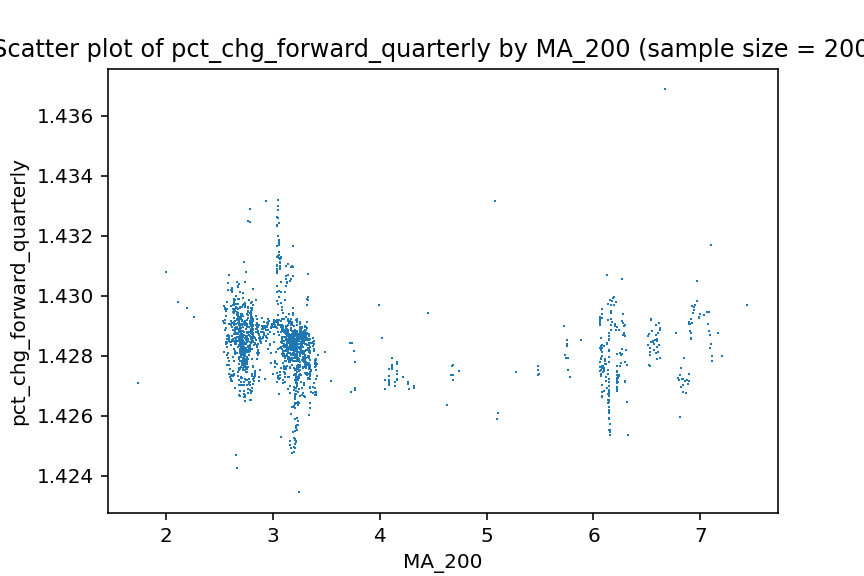 Scatter plot of pct_chg_forward_quarterly by MA_200 (sample size = 200
1.436
1.434
1.432
1.430
1.428
1.426
1.424
pct_chg_forward_quarterly
2 3 4 5 6 7
MA_200